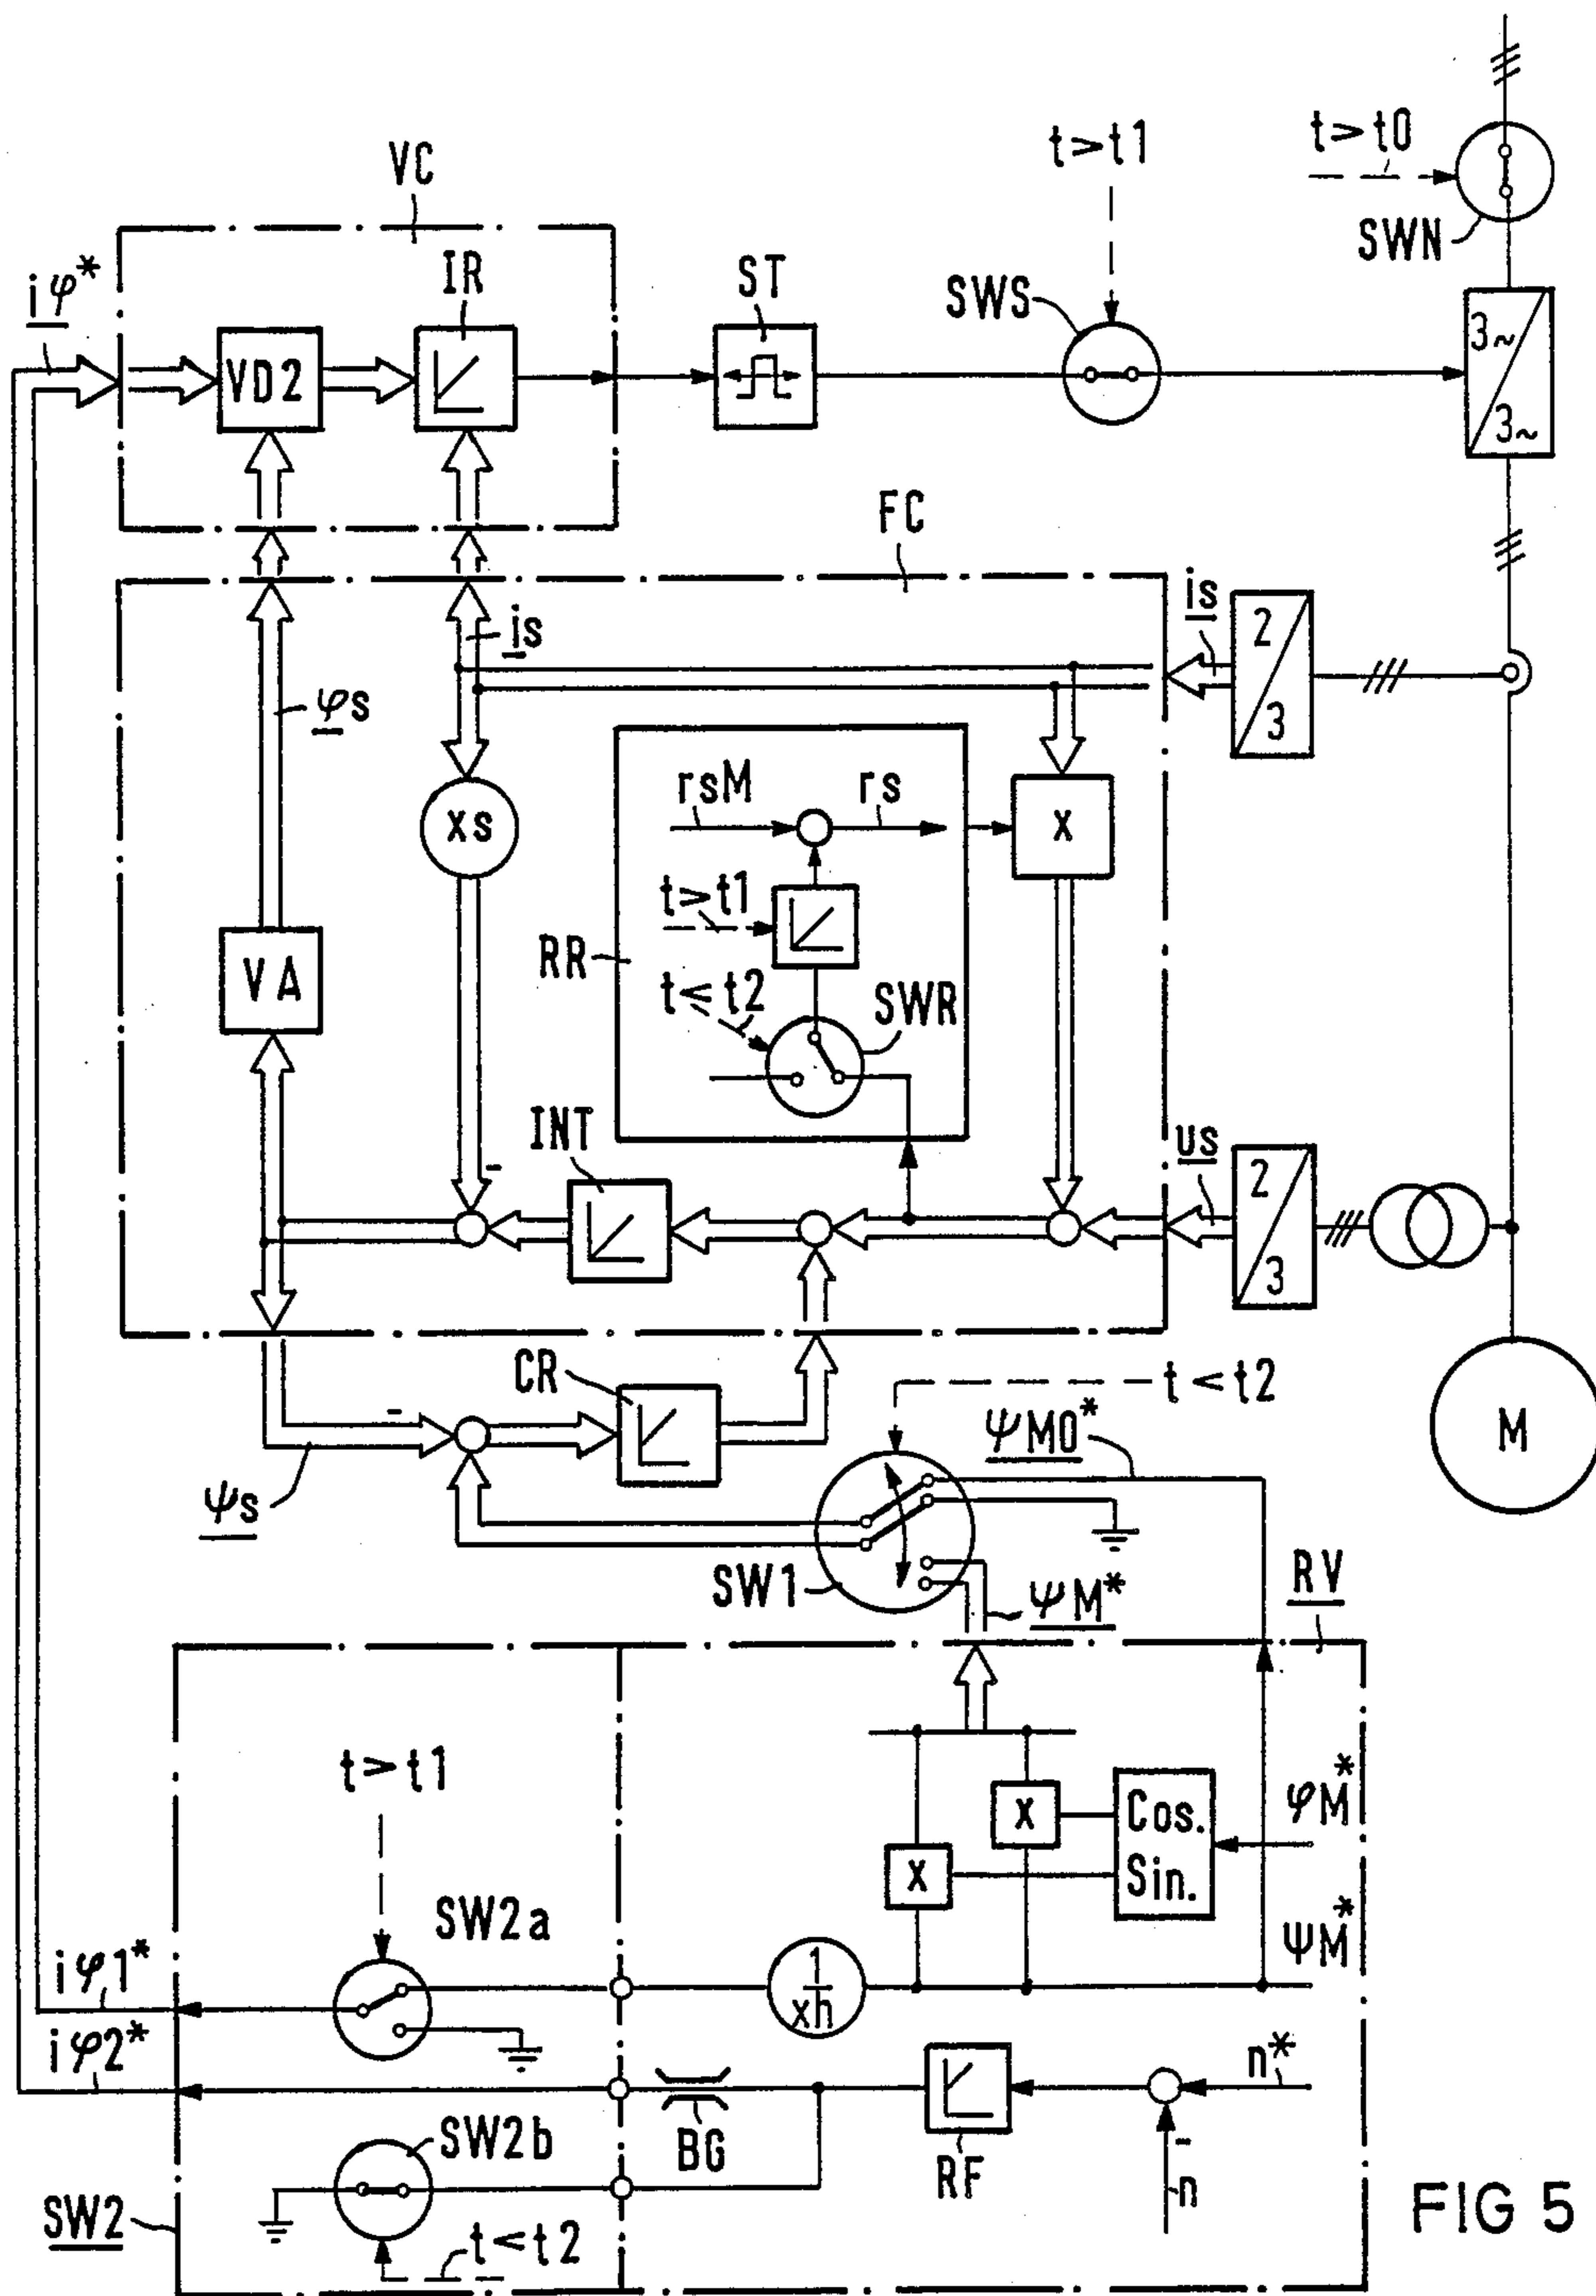 t>t0
t>t1
VC
SWN
iφ*
IR
ST
SWS
VD2
3~
3~
FC
is
is
2
3
φs
rsM
rs
xs
x
t>t1
RR
VA
t<t2
SWR
INT
-
us
2
3
CR
t<t2
-
ψM0*
M
ψs
SW1
ψM*
RV
t>t1
φM*
x
Cos.
x
Sin.
SW2a
ψM*
iφ1*
1
xh
iφ2*
n*
SW2b
BG
RF
-
n
SW2
t<t2
FIG 5